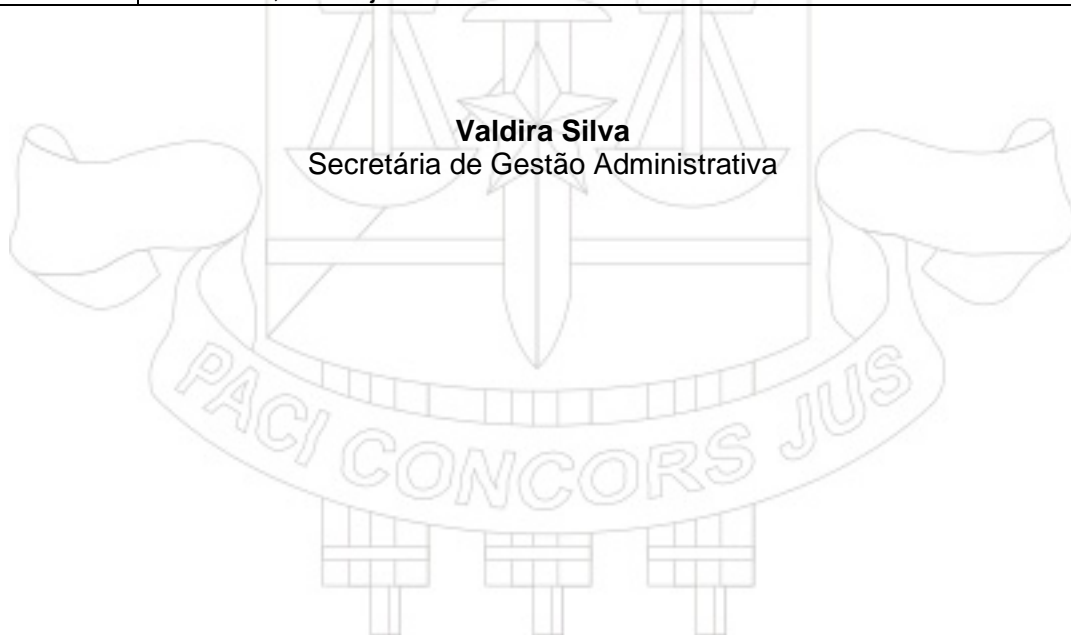 Valdira Silva
Secretária de Gestão Administrativa
PACI CONCORS JUS